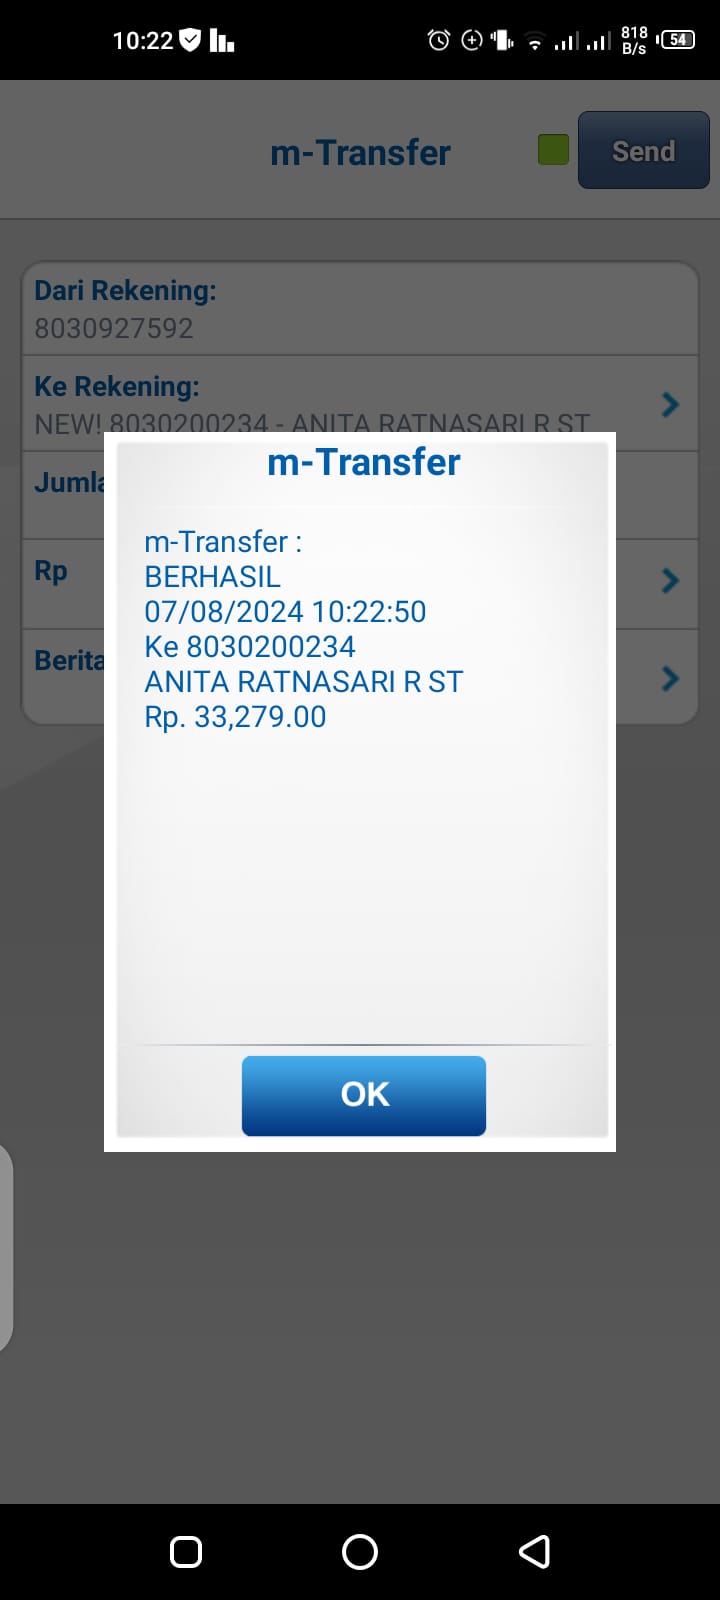 10:22
818
B/s
54
m-Transfer
Send
Dari Rekening:
8030927592
Ke Rekening:
NEW! 8030200234 - ANITA RATNASARI R ST
Jumla
Rp
Berita
m-Transfer
m-Transfer :
BERHASIL
07/08/2024 10:22:50
Ke 8030200234
ANITA RATNASARI R ST
Rp. 33,279.00
OK